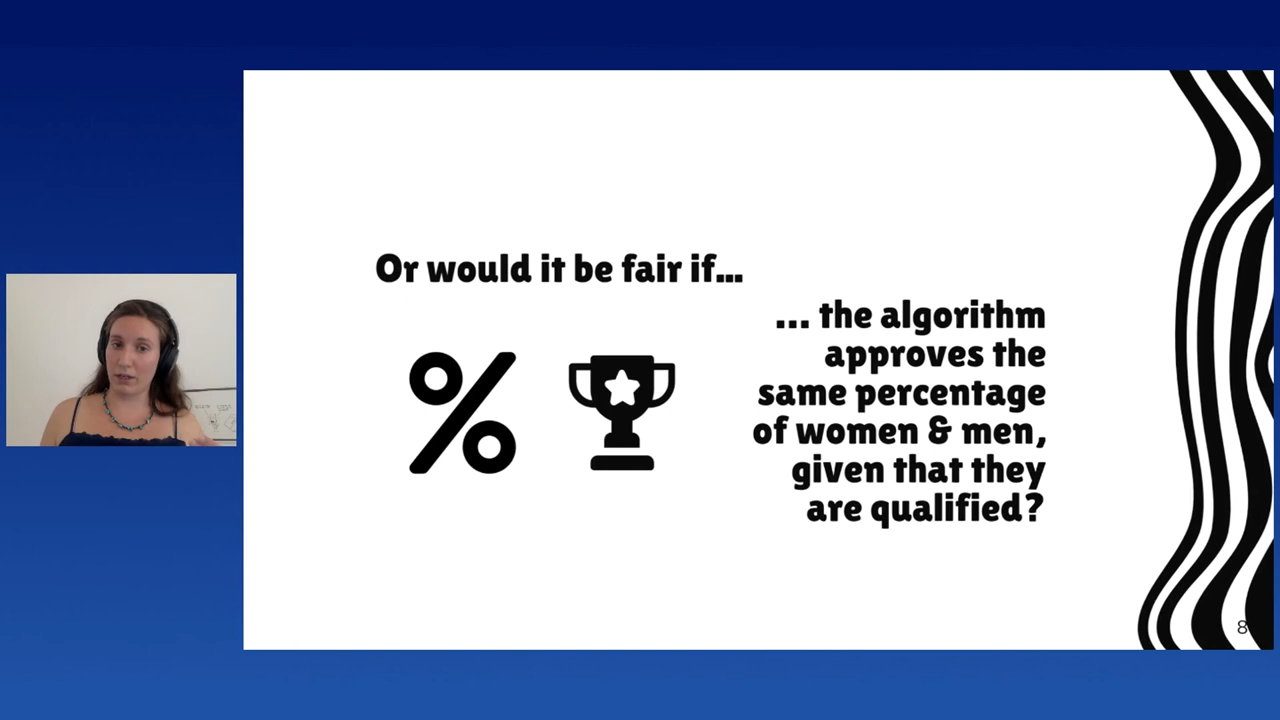 Or would it be fair if...
... the algorithm
approves the
same percentage
of women & men,
given that they
are qualified?
8